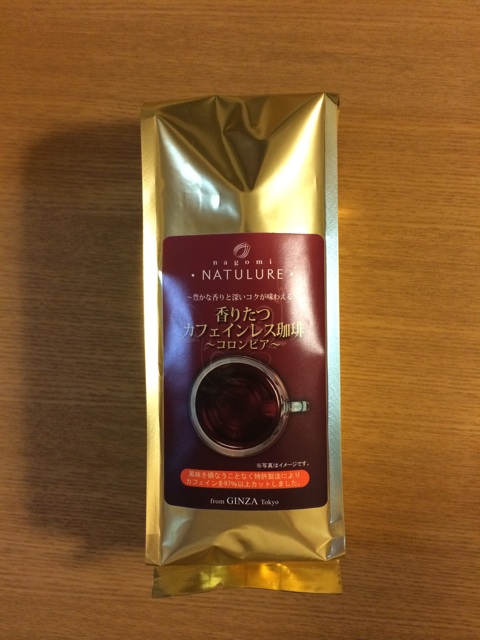 nagomi
・NATULURE・
〜豊かな香りと深いコクが味わえる〜
香りたつ
カフェインレス珈琲
〜コロンビア〜
※写真はイメージです。
風味を損なうことなく特許製法により
カフェインを97%以上カットしました。
from GINZA Tokyo